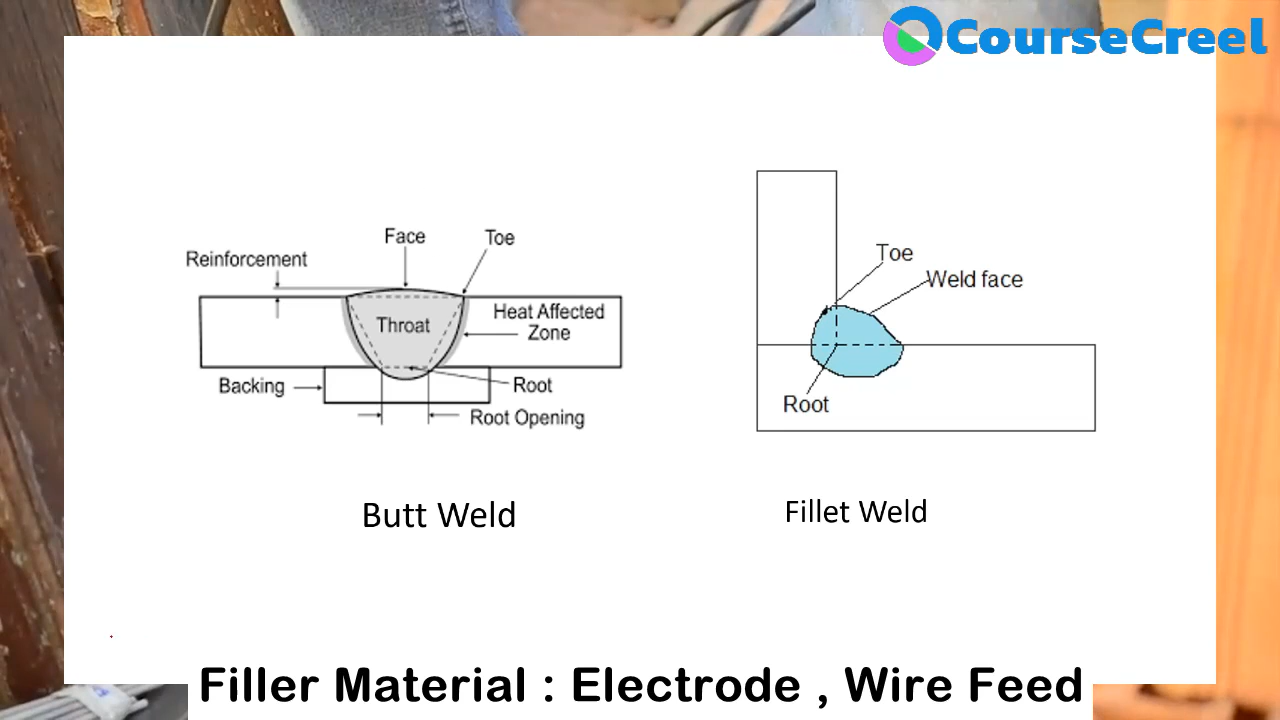 CourseCreel
Face
Toe
Reinforcement
Throat
Heat Affected
Zone
Backing
Root
Root Opening
Butt Weld
Toe
Weld face
Root
Fillet Weld
Filler Material : Electrode , Wire Feed